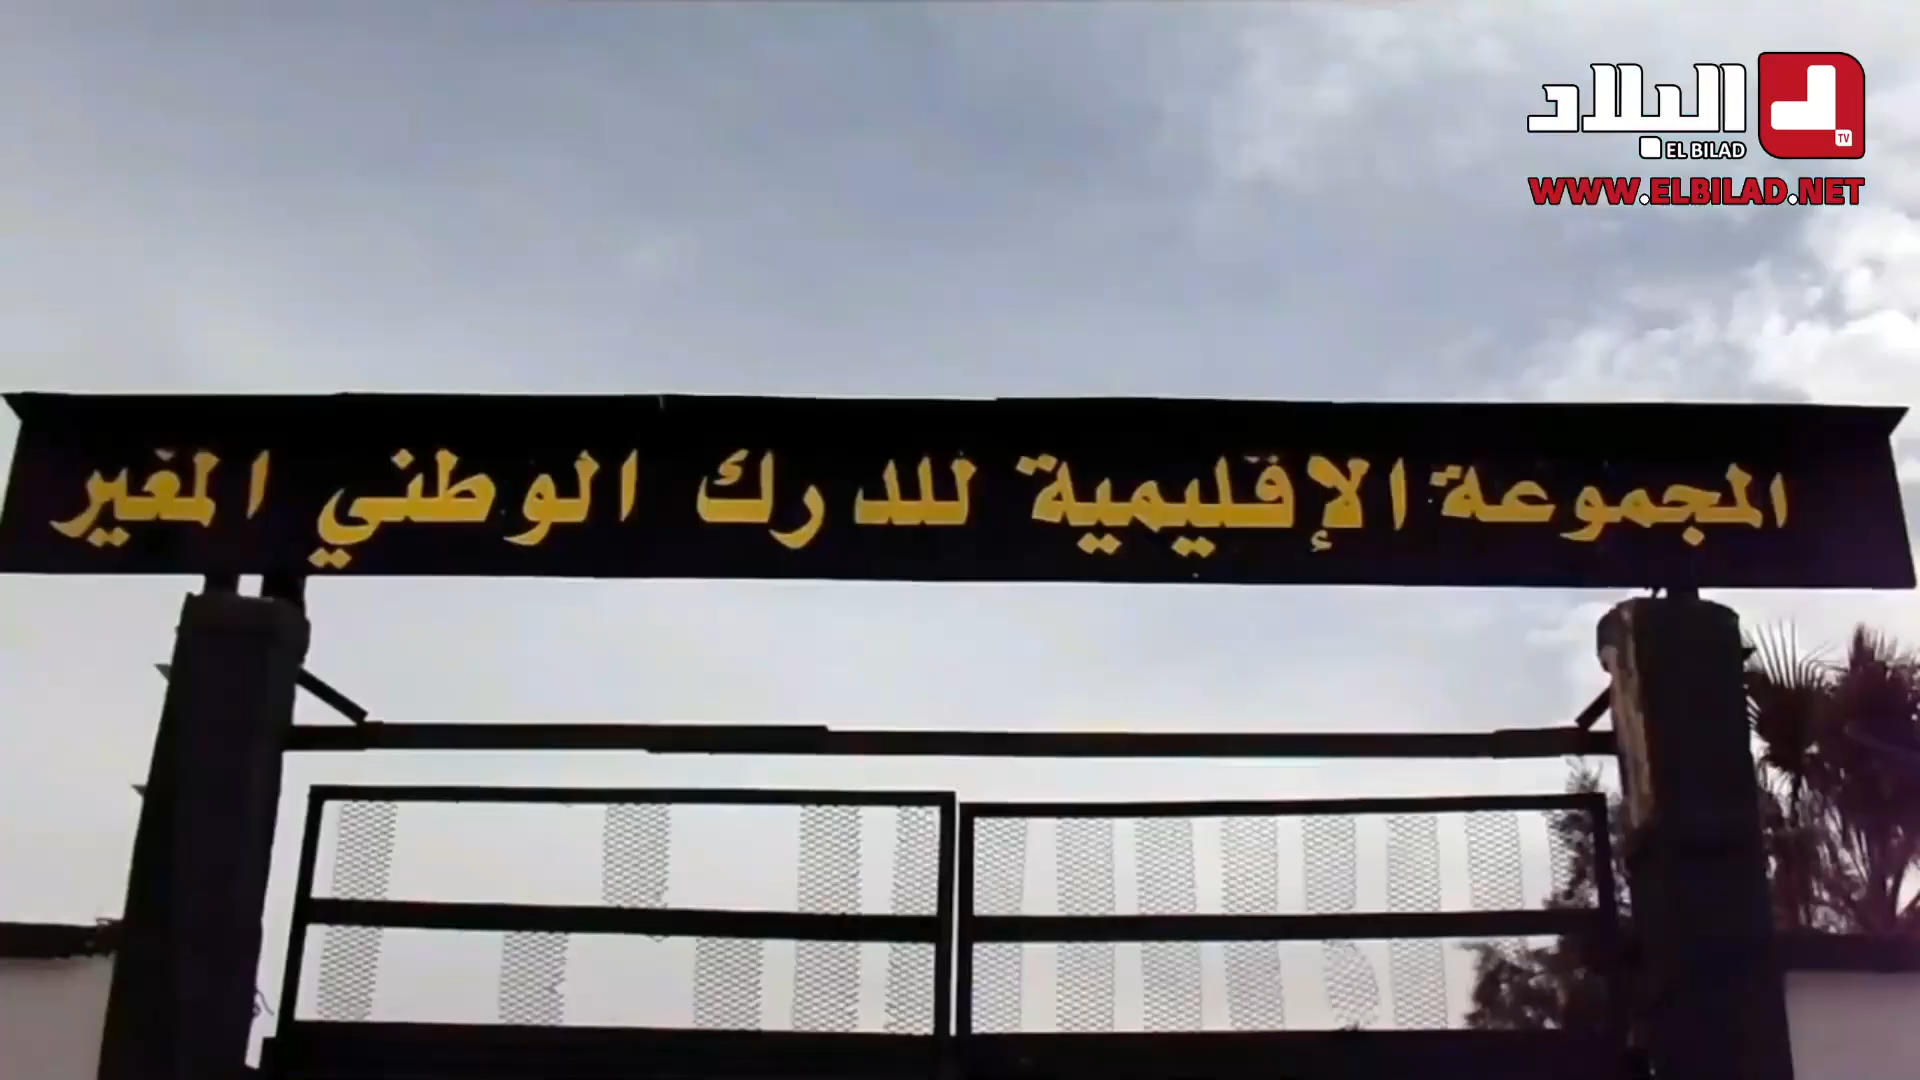 البلاد
EL BILAD
TV
WWW.ELBILAD.NET
المجموعة الإقليمية للدرك الوطني المغير